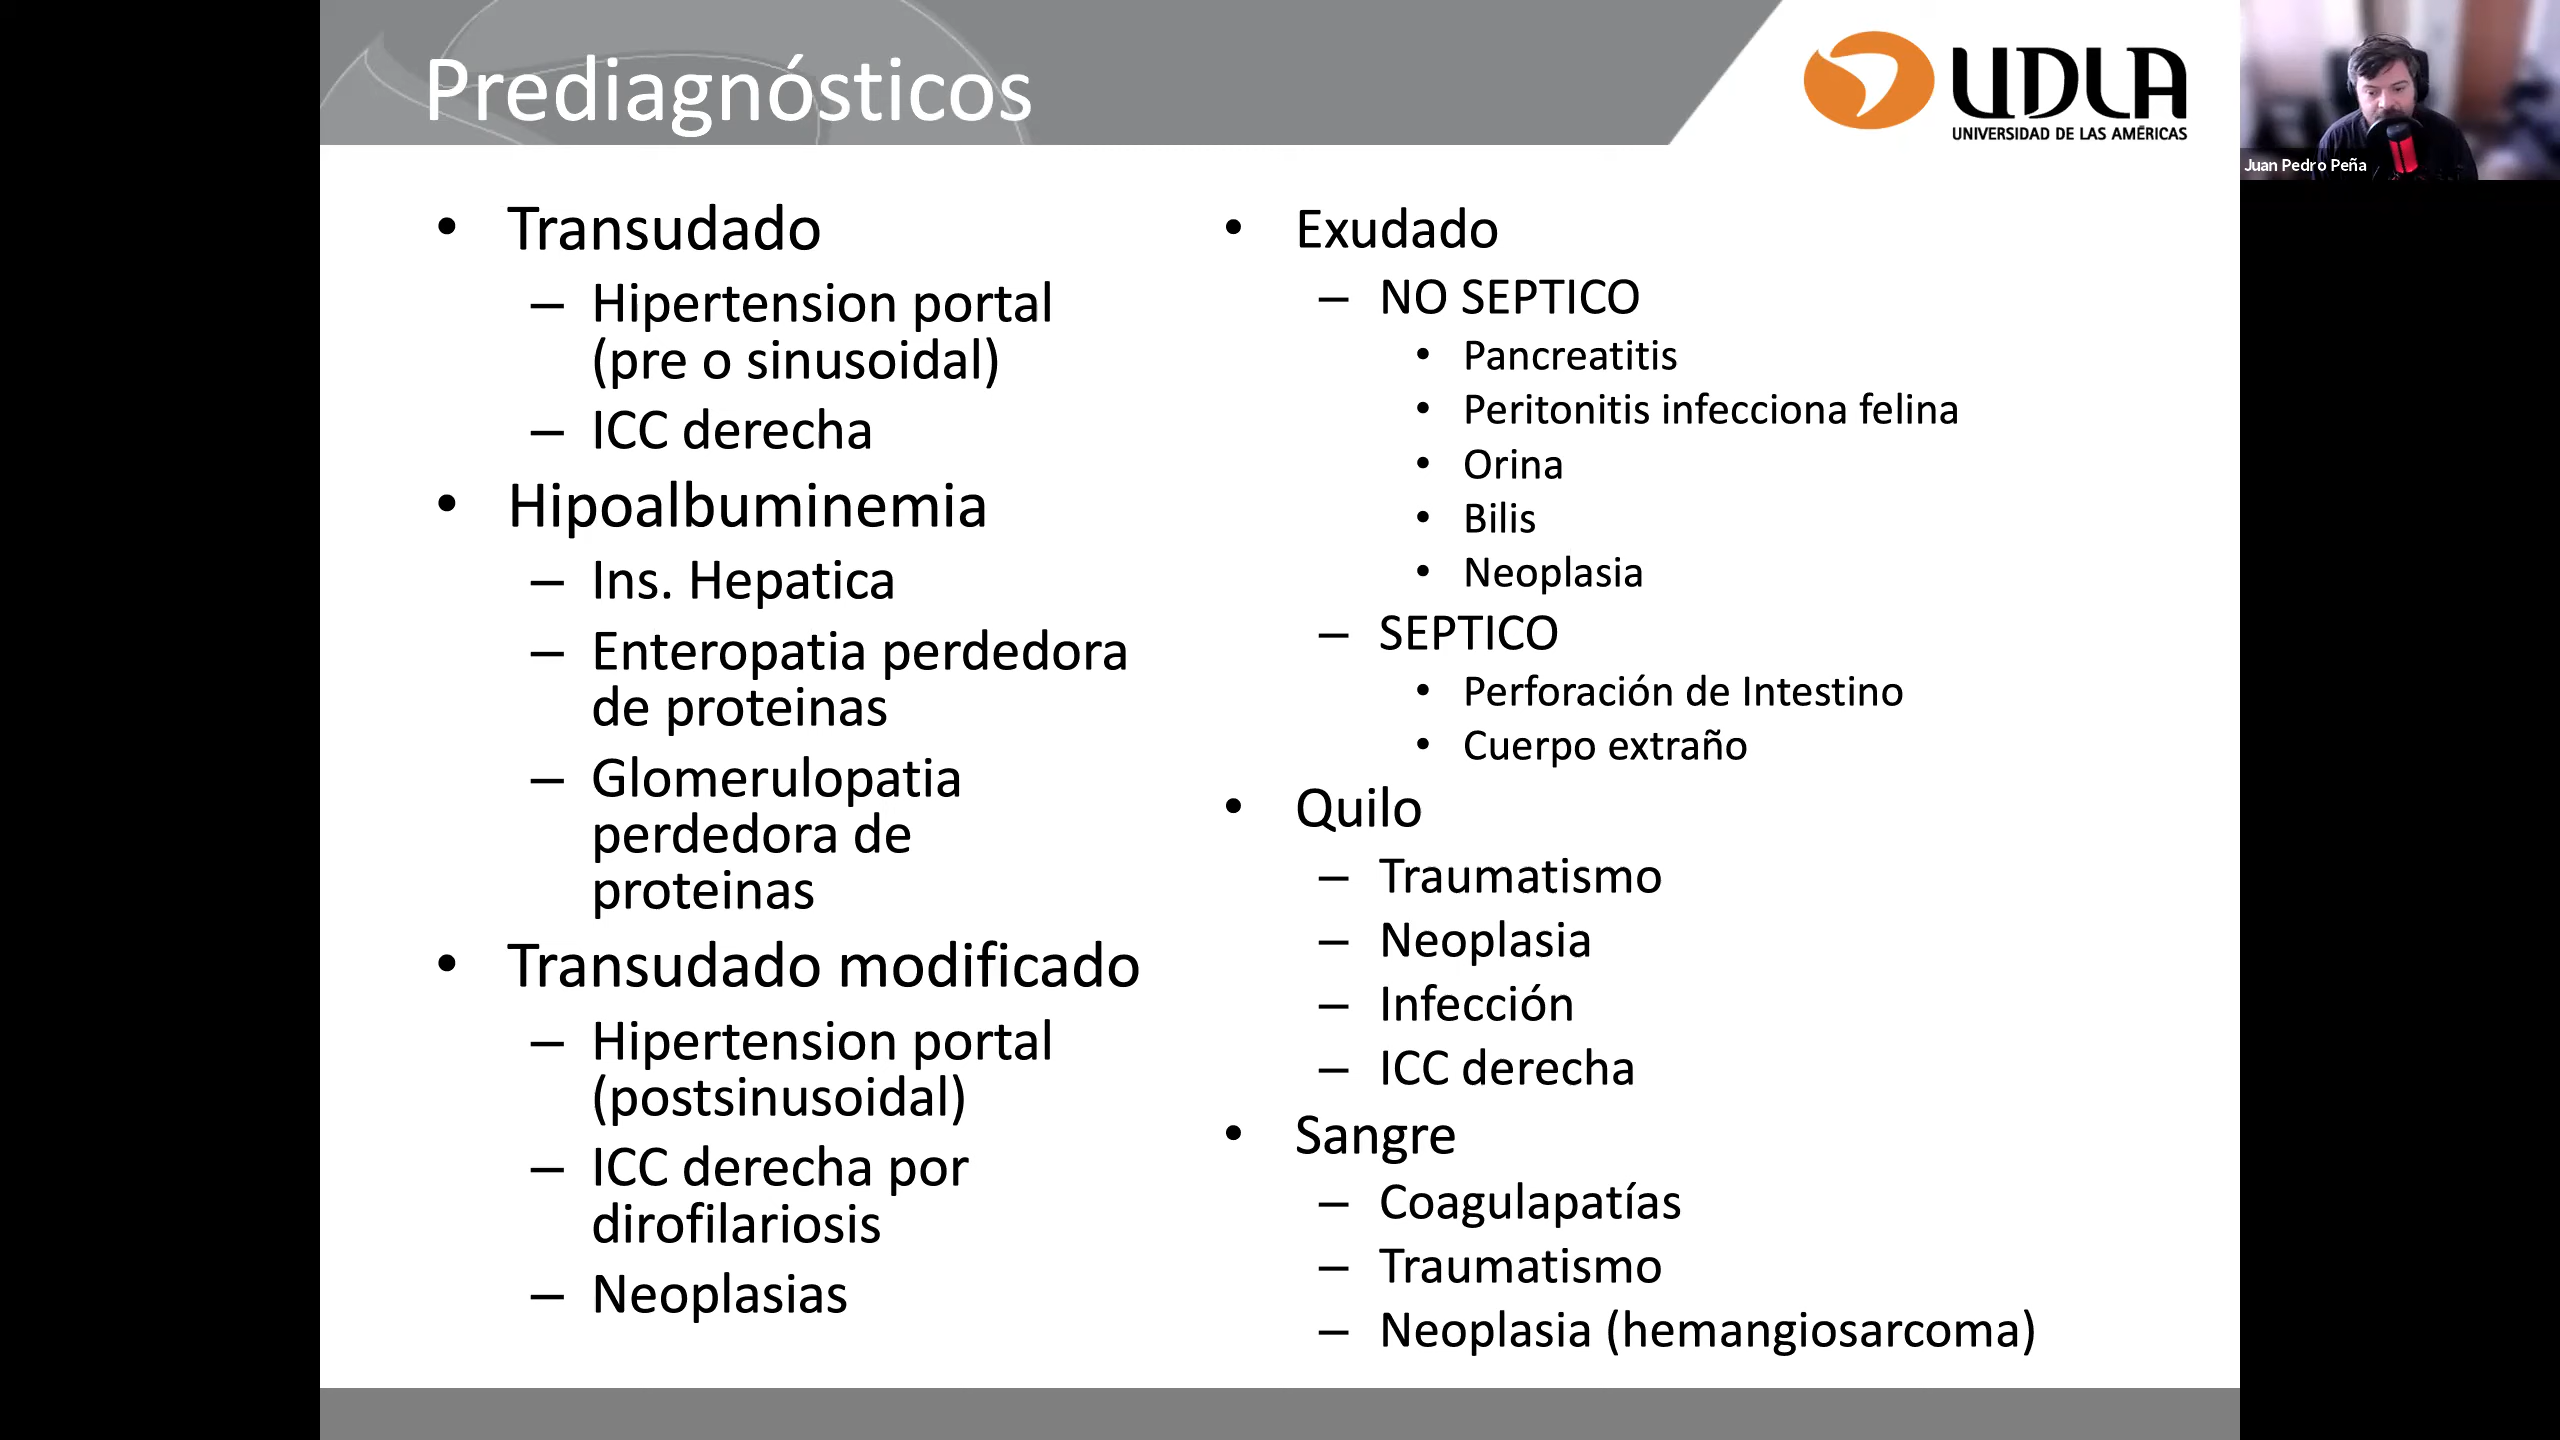 Prediagnósticos
UDLA
UNIVERSIDAD DE LAS AMÉRICAS
Juan Pedro Peña
• Transudado
– Hipertension portal
(pre o sinusoidal)
– ICC derecha
• Hipoalbuminemia
– Ins. Hepatica
– Enteropatia perdedora
de proteinas
– Glomerulopatia
perdedora de
proteinas
• Transudado modificado
– Hipertension portal
(postsinusoidal)
– ICC derecha por
dirofilariosis
– Neoplasias
• Exudado
– NO SEPTICO
• Pancreatitis
• Peritonitis infecciona felina
• Orina
• Bilis
• Neoplasia
– SEPTICO
• Perforación de Intestino
• Cuerpo extraño
• Quilo
– Traumatismo
– Neoplasia
– Infección
– ICC derecha
• Sangre
– Coagulapatías
– Traumatismo
– Neoplasia (hemangiosarcoma)